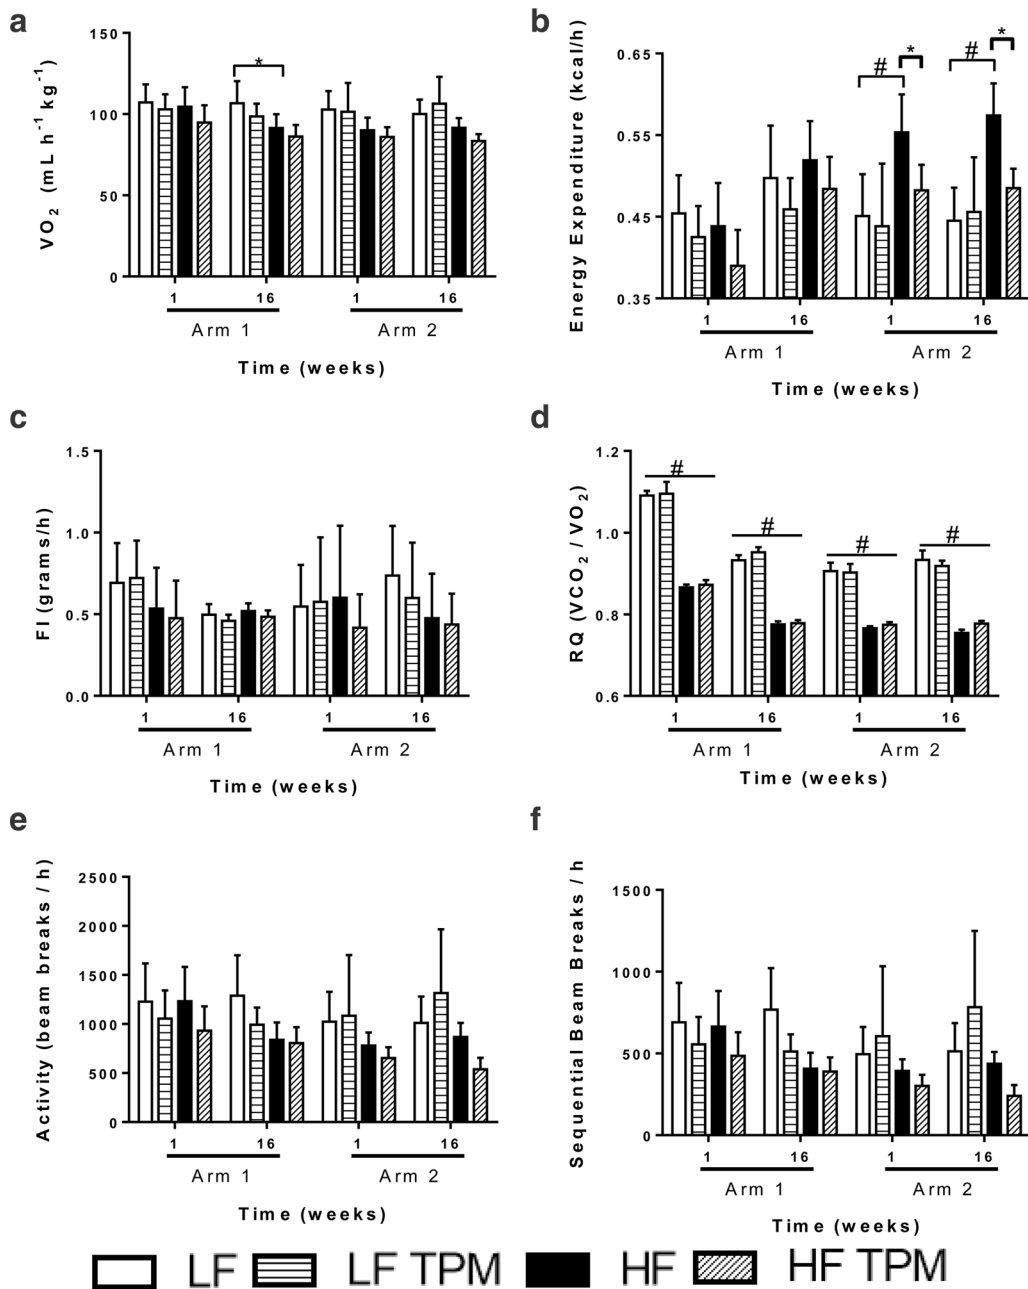 a
VO2 (mL h-1 kg-1)
150
100
50
0
*
1 16 1 16
Arm 1 Arm 2
Time (weeks)
b
Energy Expenditure (kcal/h)
0.65
0.55
0.45
0.35
# * # *
1 16 1 16
Arm 1 Arm 2
Time (weeks)
c
FI (grams/h)
1.5
1.0
0.5
0.0
1 16 1 16
Arm 1 Arm 2
Time (weeks)
d
RQ (VCO2 / VO2)
1.2
1.0
0.8
0.6
# # # #
1 16 1 16
Arm 1 Arm 2
Time (weeks)
e
Activity (beam breaks / h)
2500
2000
1500
1000
500
0
1 16 1 16
Arm 1 Arm 2
Time (weeks)
f
Sequential Beam Breaks / h
1500
1000
500
0
1 16 1 16
Arm 1 Arm 2
Time (weeks)
LF LF TPM HF HF TPM